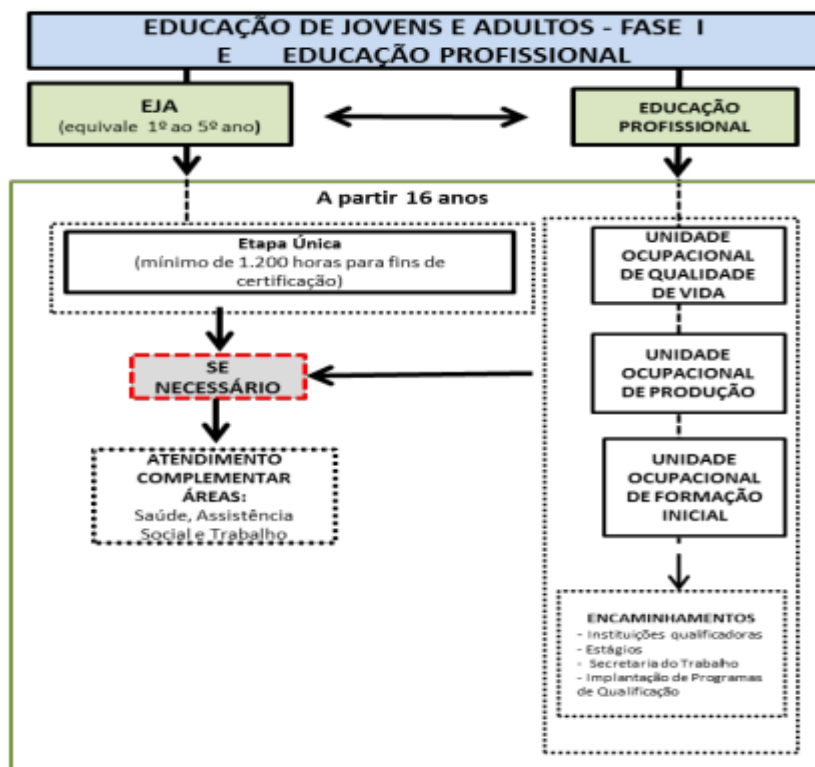 EDUCAÇÃO DE JOVENS E ADULTOS - FASE I
E EDUCAÇÃO PROFISSIONAL
EJA
(equivale 1º ao 5º ano)
EDUCAÇÃO
PROFISSIONAL
A partir 16 anos
Etapa Única
(mínimo de 1.200 horas para fins de
certificação)
SE
NECESSÁRIO
ATENDIMENTO
COMPLEMENTAR
ÁREAS:
Saúde, Assistência
Social e Trabalho
UNIDADE
OCUPACIONAL
DE QUALIDADE
DE VIDA
UNIDADE
OCUPACIONAL
DE PRODUÇÃO
UNIDADE
OCUPACIONAL
DE FORMAÇÃO
INICIAL
ENCAMINHAMENTOS
- Instituições qualificadoras
- Estágios
- Secretaria do Trabalho
- Implantação de Programas
de Qualificação